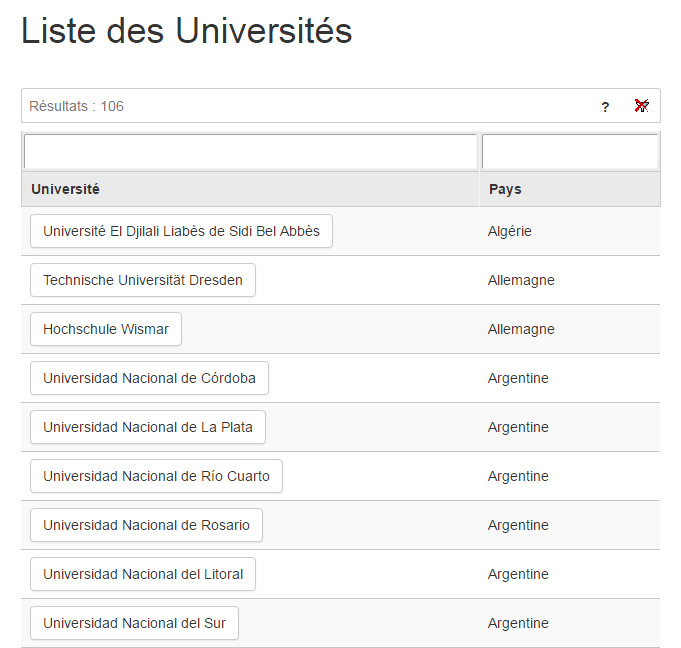 Liste des Universités
Résultats : 106 ?
Université Pays
Université El Djilali Liabès de Sidi Bel Abbès Algérie
Technische Universität Dresden Allemagne
Hochschule Wismar Allemagne
Universidad Nacional de Córdoba Argentine
Universidad Nacional de La Plata Argentine
Universidad Nacional de Río Cuarto Argentine
Universidad Nacional de Rosario Argentine
Universidad Nacional del Litoral Argentine
Universidad Nacional del Sur Argentine